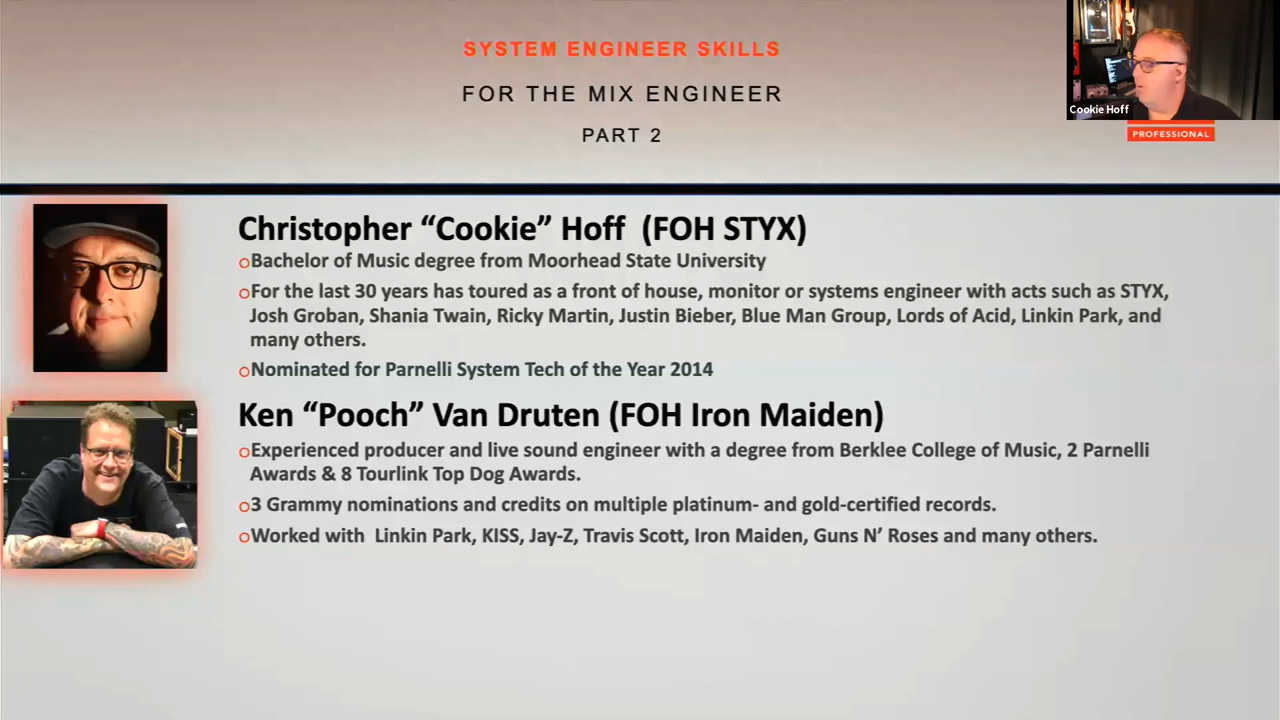 SYSTEM ENGINEER SKILLS
FOR THE MIX ENGINEER
PART 2
Cookie Hoff
PROFESSIONAL
Christopher “Cookie” Hoff (FOH STYX)
Bachelor of Music degree from Moorhead State University
For the last 30 years has toured as a front of house, monitor or systems engineer with acts such as STYX,
Josh Groban, Shania Twain, Ricky Martin, Justin Bieber, Blue Man Group, Lords of Acid, Linkin Park, and
many others.
Nominated for Parnelli System Tech of the Year 2014
Ken “Pooch” Van Druten (FOH Iron Maiden)
Experienced producer and live sound engineer with a degree from Berklee College of Music, 2 Parnelli
Awards & 8 Tourlink Top Dog Awards.
3 Grammy nominations and credits on multiple platinum- and gold-certified records.
Worked with Linkin Park, KISS, Jay-Z, Travis Scott, Iron Maiden, Guns N’ Roses and many others.